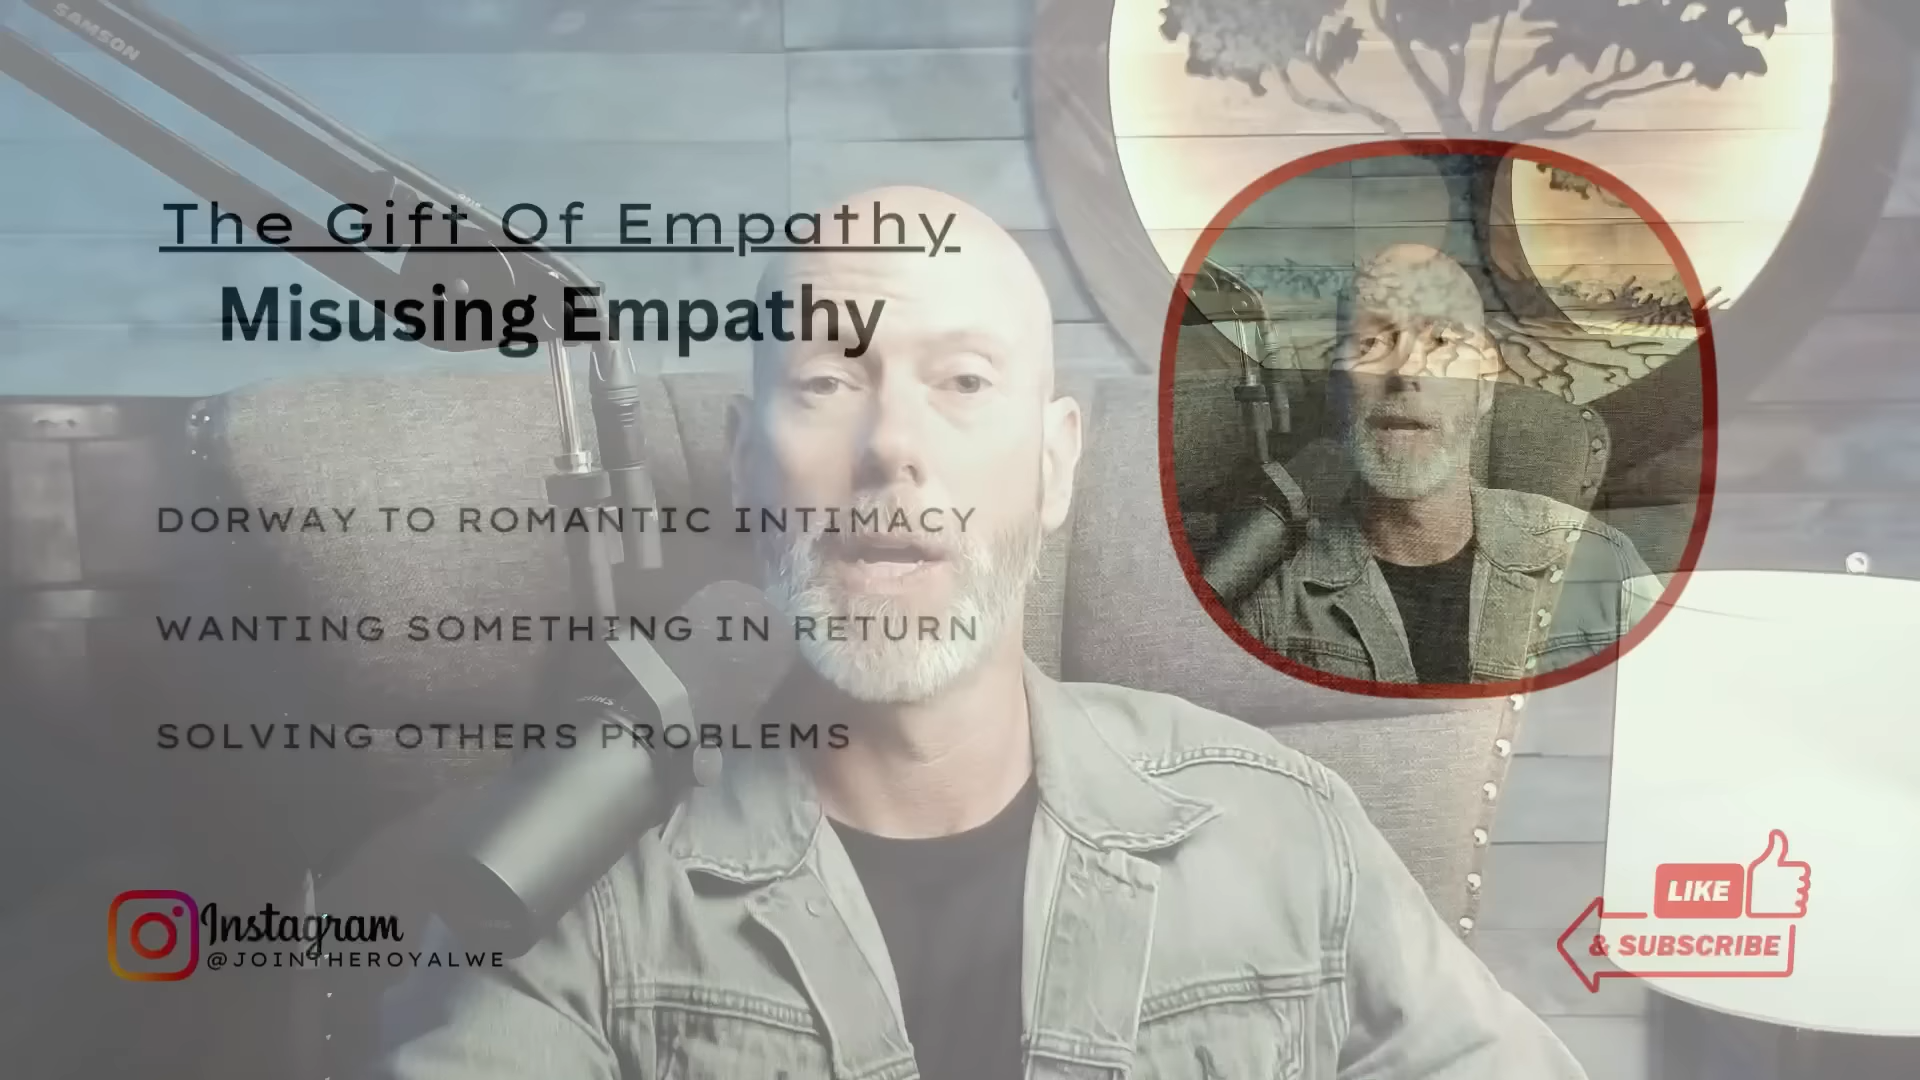 SAMSON
The Gift Of Empathy
Misusing Empathy
DORWAY TO ROMANTIC INTIMACY
WANTING SOMETHING IN RETURN
SOLVING OTHERS PROBLEMS
Instagram
@JOINTHEROYALWE
LIKE
& SUBSCRIBE